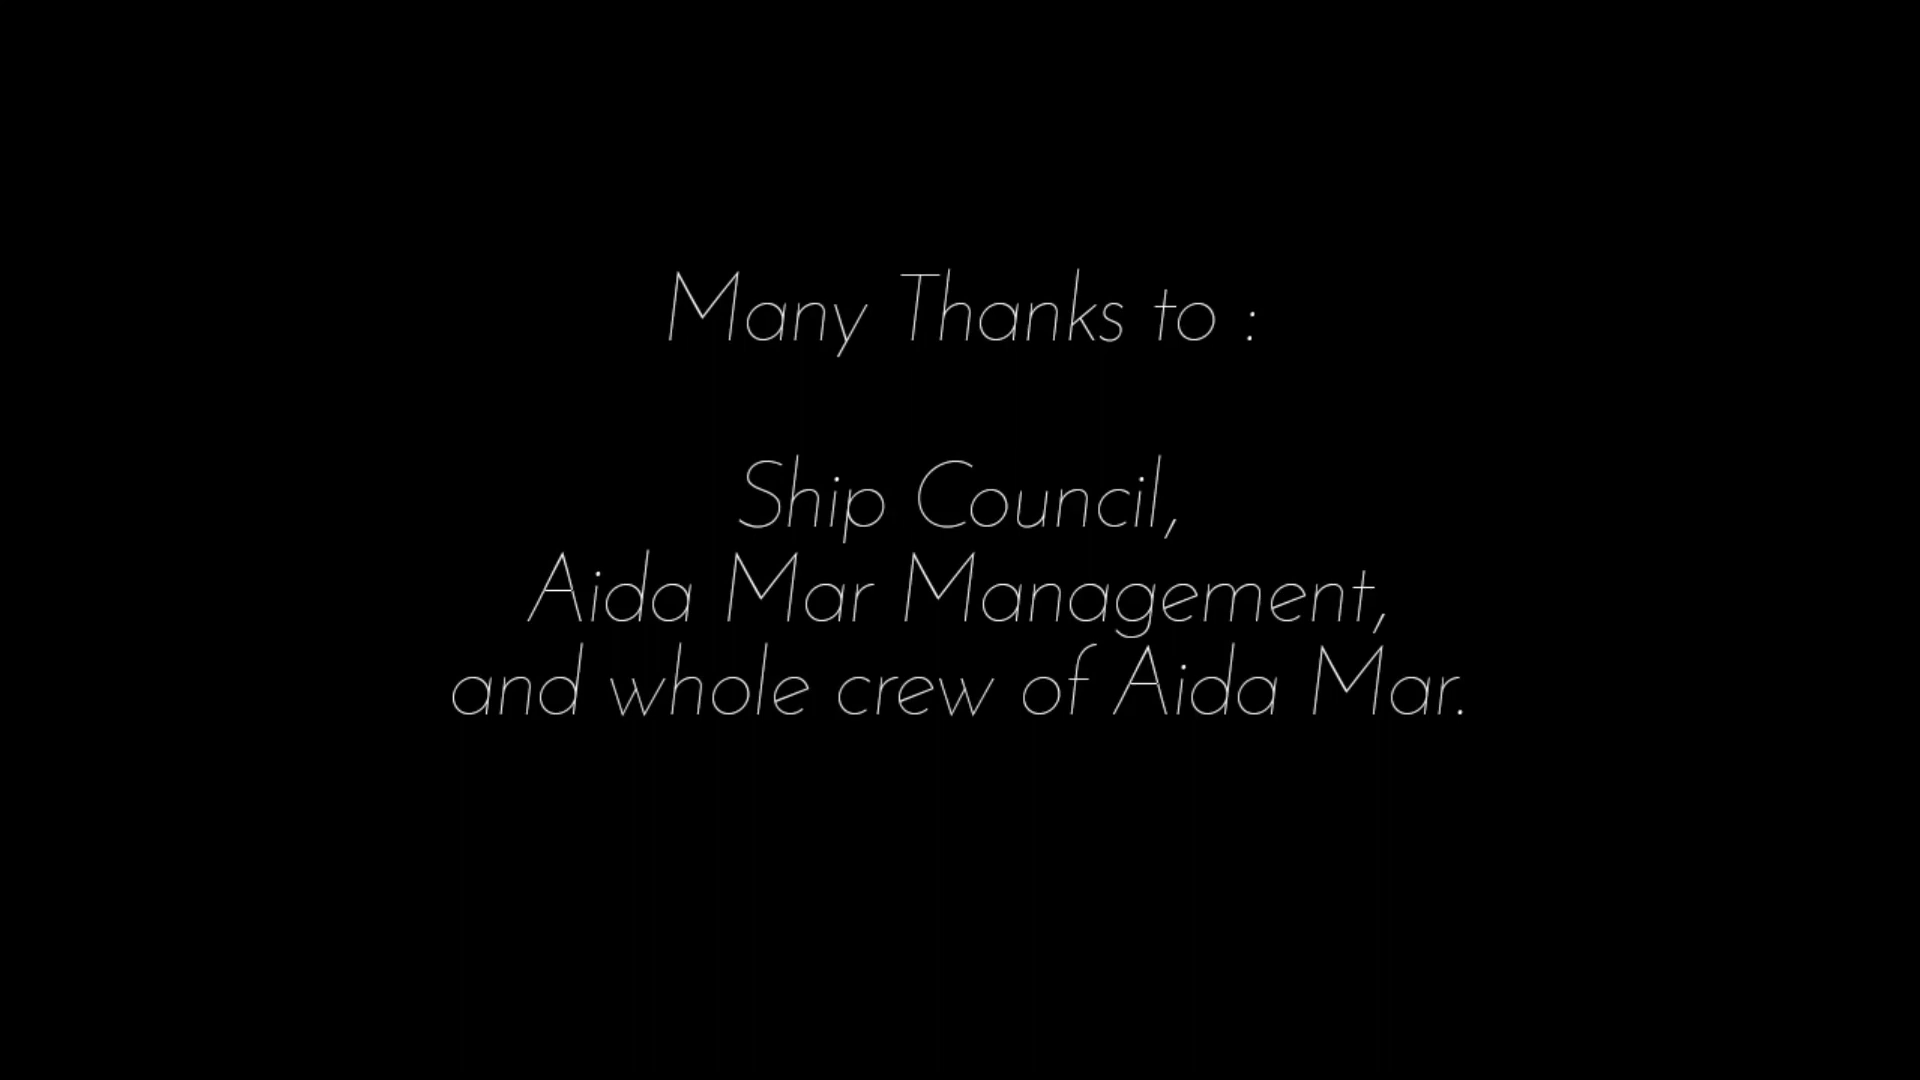 Many Thanks to :
Ship Council,
Aida Mar Management,
and whole crew of Aida Mar.